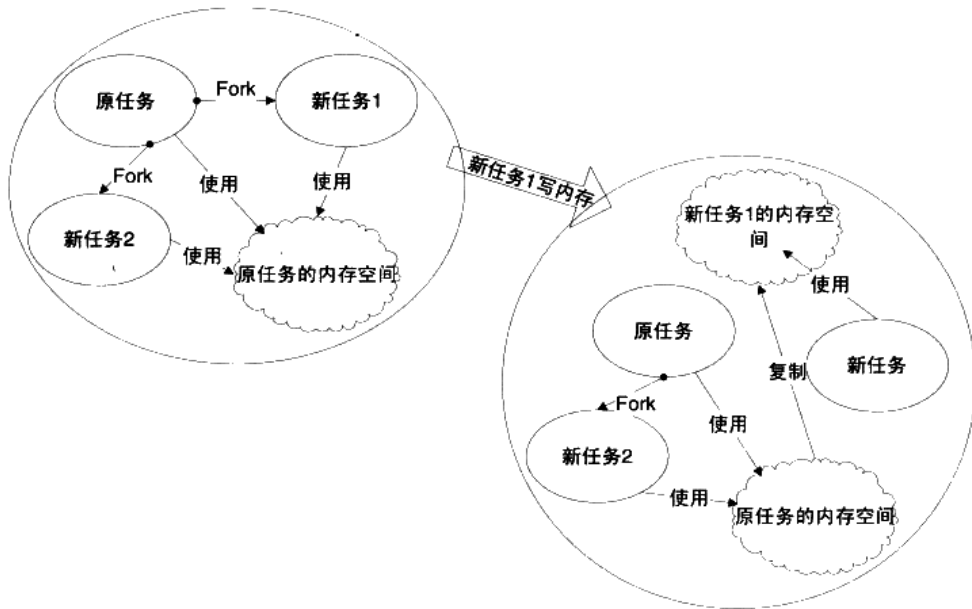 原任务
Fork
新任务1
Fork
使用
使用
新任务2
使用
原任务的内存空间
新任务1写内存
新任务1的内存空
间
使用
原任务
新任务
复制
Fork
使用
新任务2
使用
原任务的内存空间